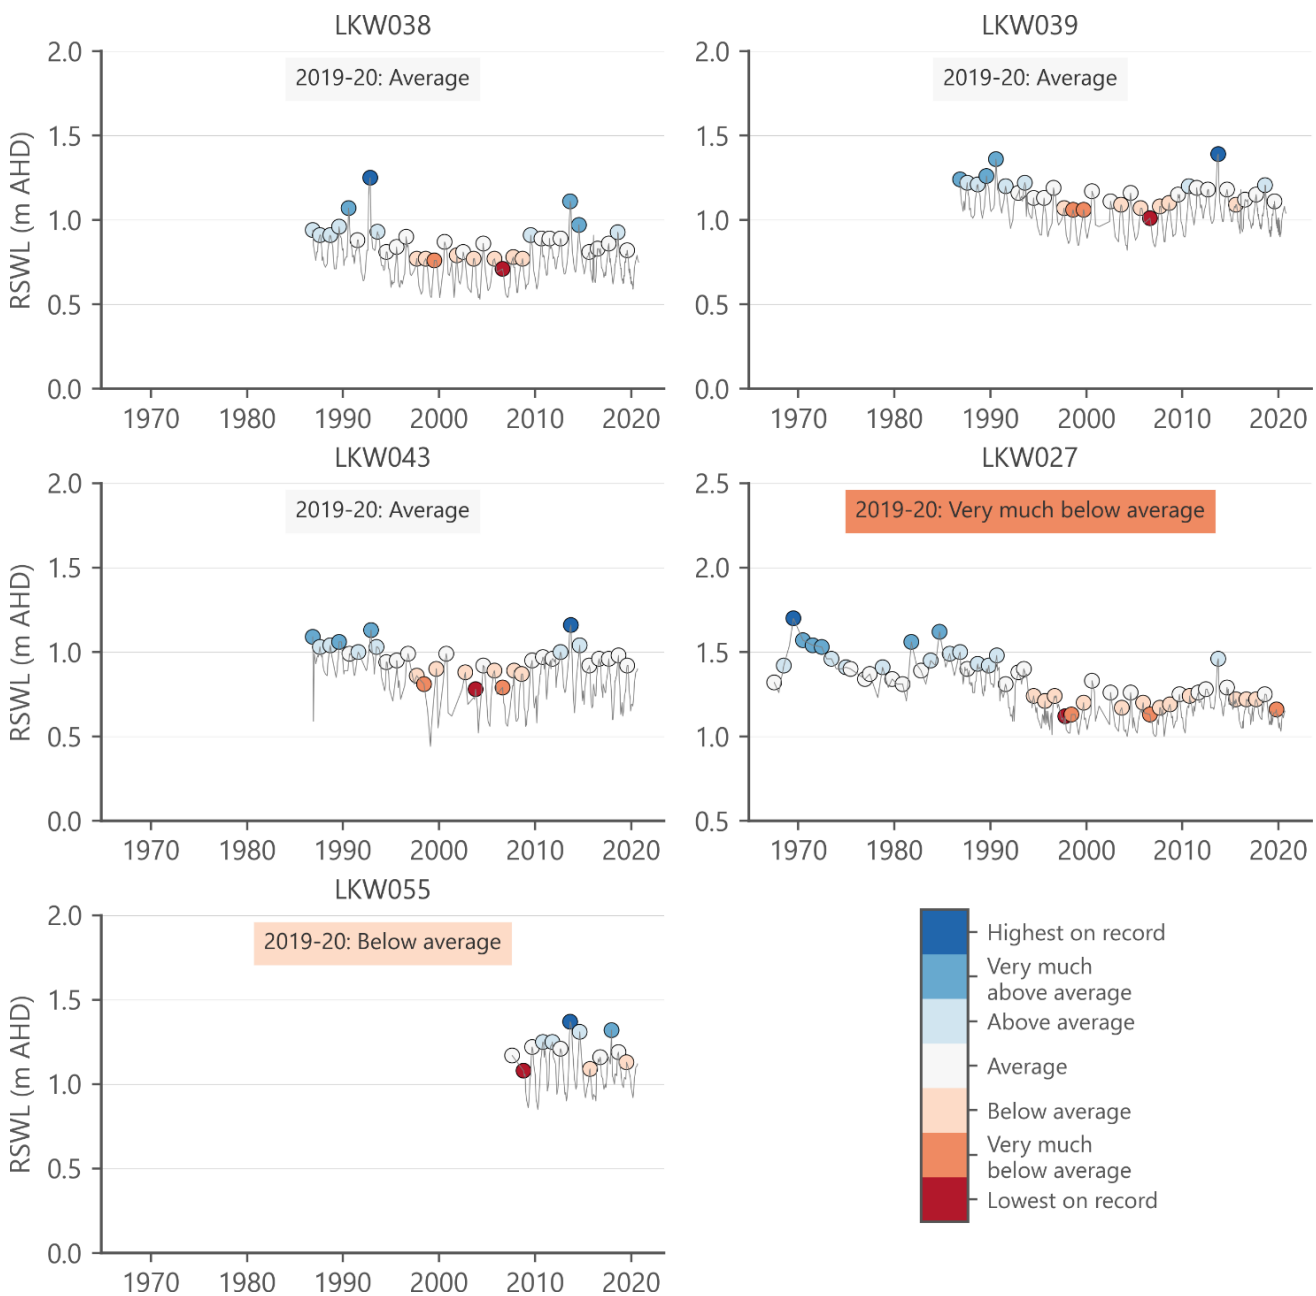 LKW038
2019-20: Average
RSWL (m AHD)
2.0
1.5
1.0
0.5
0.0
1970 1980 1990 2000 2010 2020
LKW039
2019-20: Average
2.0
1.5
1.0
0.5
0.0
1970 1980 1990 2000 2010 2020
LKW043
2019-20: Average
RSWL (m AHD)
2.0
1.5
1.0
0.5
0.0
1970 1980 1990 2000 2010 2020
LKW027
2019-20: Very much below average
2.5
2.0
1.5
1.0
0.5
1970 1980 1990 2000 2010 2020
LKW055
2019-20: Below average
RSWL (m AHD)
2.0
1.5
1.0
0.5
0.0
1970 1980 1990 2000 2010 2020
Highest on record
Very much
above average
Above average
Average
Below average
Very much
below average
Lowest on record